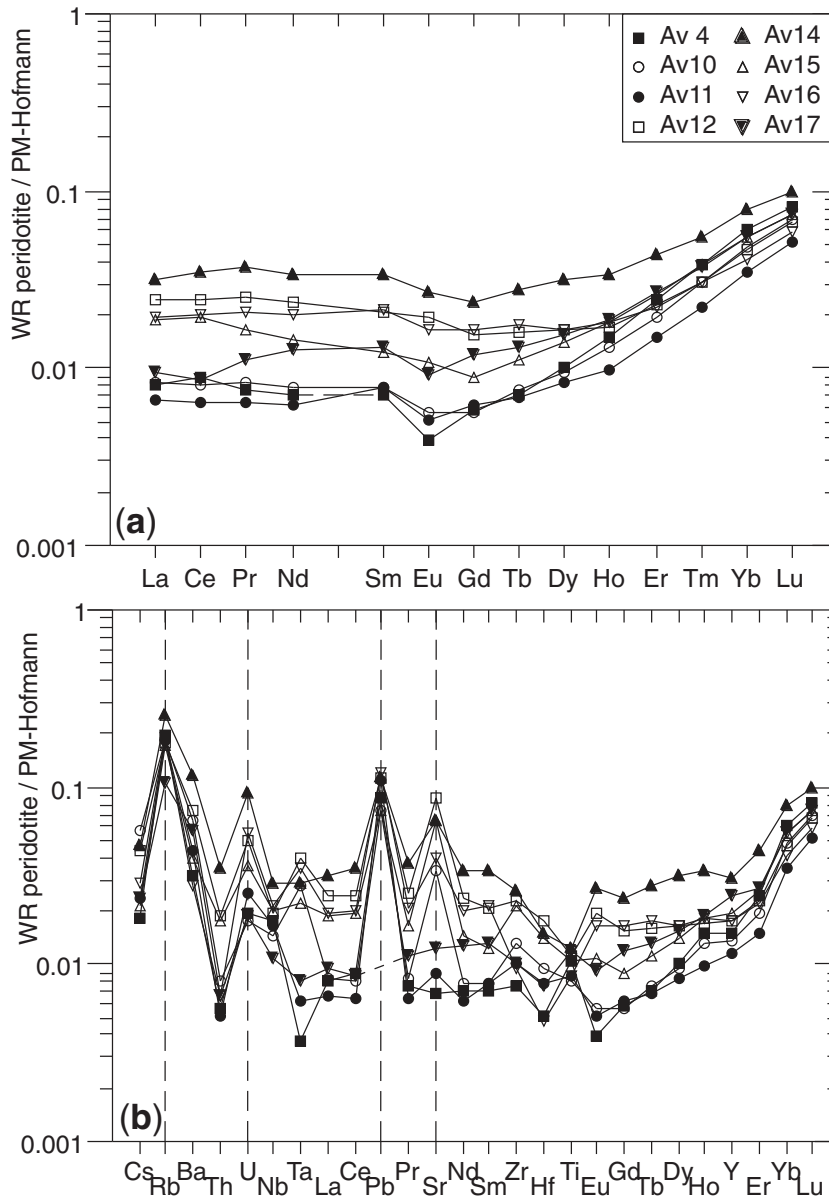 1
0.1
0.01
0.001
WR peridotite / PM-Hofmann
Av 4 Av14
Av10 Av15
Av11 Av16
Av12 Av17
(a)
La Ce Pr Nd Sm Eu Gd Tb Dy Ho Er Tm Yb Lu
1
0.1
0.01
0.001
WR peridotite / PM-Hofmann
(b)
Cs Rb Ba Th U Nb Ta La Ce Pb Pr Sr Nd Sm Zr Hf Ti Eu Gd Tb Dy Ho Y Er Yb Lu